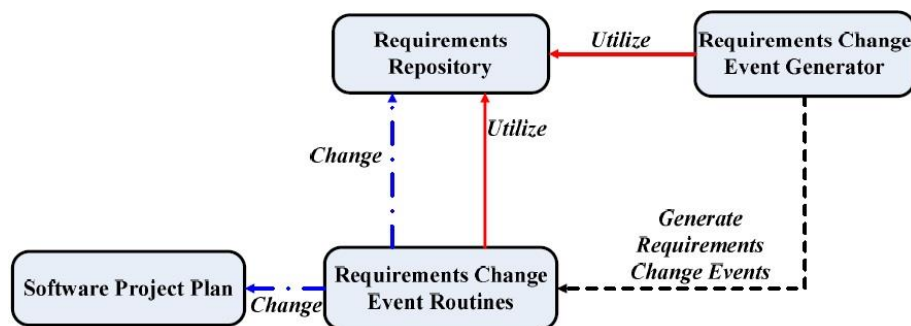 Requirements
Repository
Utilize
Requirements Change
Event Generator
Change
Utilize
Generate
Requirements
Change Events
Software Project Plan
Change
Requirements Change
Event Routines